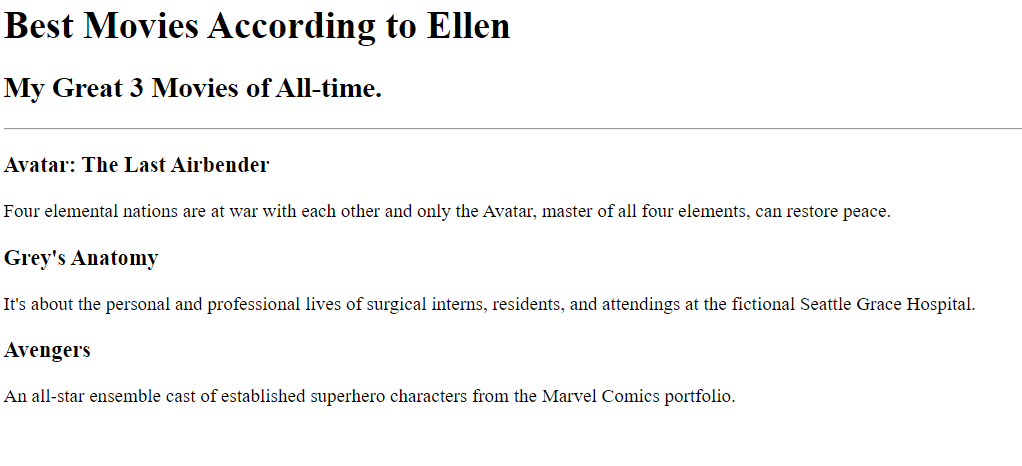 Best Movies According to Ellen
My Great 3 Movies of All-time.
Avatar: The Last Airbender
Four elemental nations are at war with each other and only the Avatar, master of all four elements, can restore peace.
Grey's Anatomy
It's about the personal and professional lives of surgical interns, residents, and attendings at the fictional Seattle Grace Hospital.
Avengers
An all-star ensemble cast of established superhero characters from the Marvel Comics portfolio.